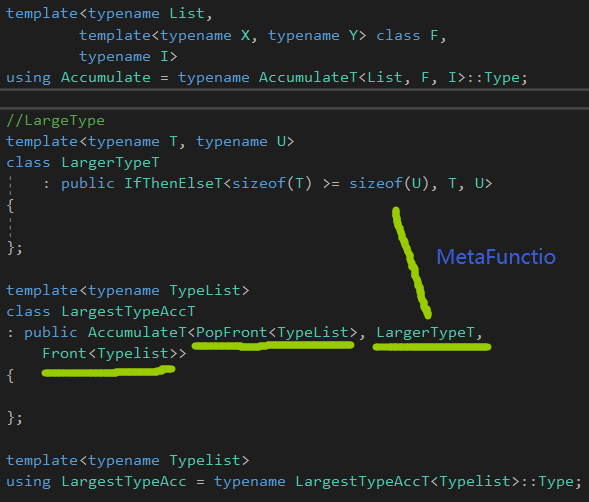 template<typename List,
template<typename X, typename Y> class F,
typename I>
using Accumulate = typename AccumulateT<List, F, I>::Type;
//LargeType
template<typename T, typename U>
class LargerTypeT
: public IfThenElseT<sizeof(T) >= sizeof(U), T, U>
{
};
MetaFunctio
template<typename TypeList>
class LargestTypeAccT
: public AccumulateT<PopFront<TypeList>, LargerTypeT,
Front<Typelist>>
{
};
template<typename Typelist>
using LargestTypeAcc = typename LargestTypeAccT<Typelist>::Type;